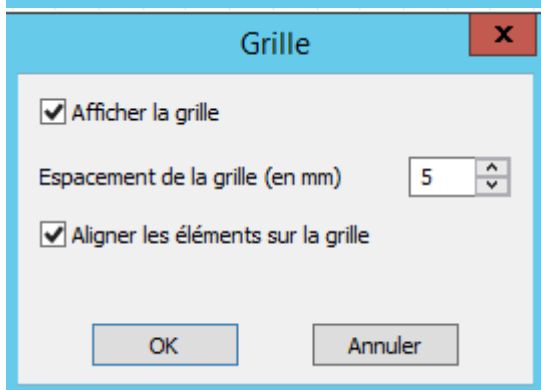 Grille
x
Afficher la grille
Espacement de la grille (en mm) 5
Aligner les éléments sur la grille
OK Annuler